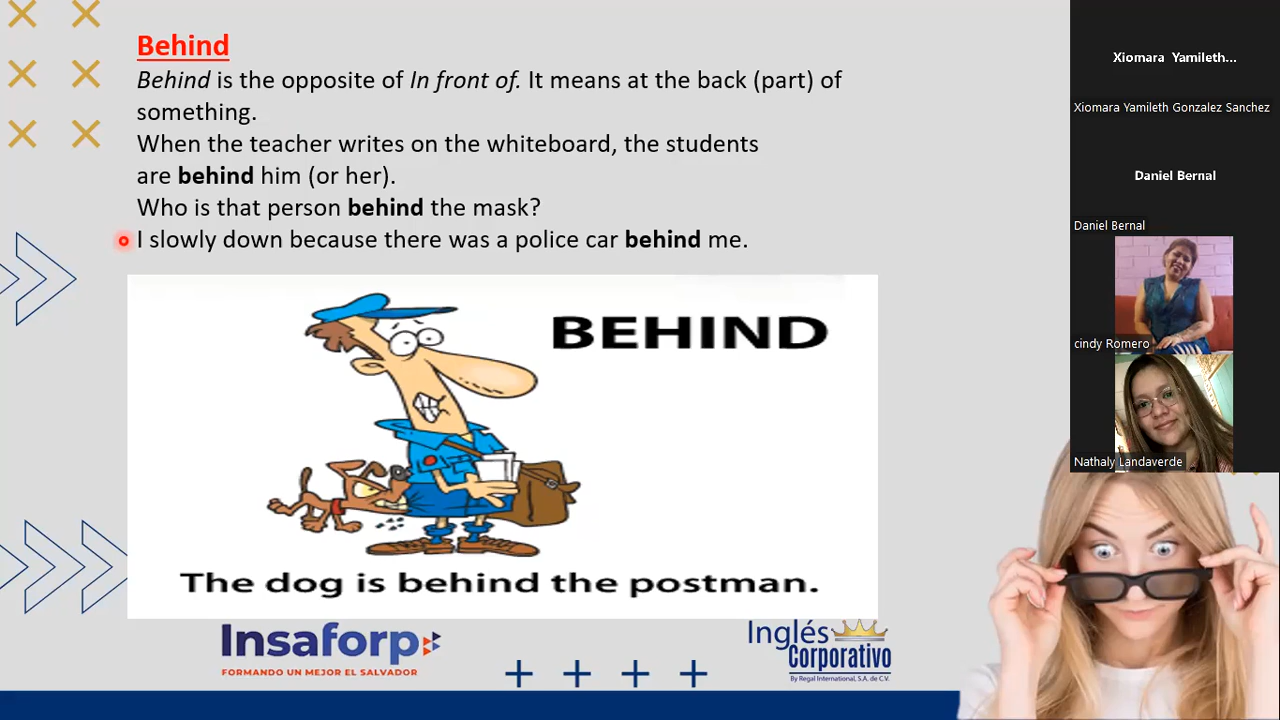 Behind
Behind is the opposite of In front of. It means at the back (part) of
something.
When the teacher writes on the whiteboard, the students
are behind him (or her).
Who is that person behind the mask?
I slowly down because there was a police car behind me.
BEHIND
The dog is behind the postman.
Insaforp
FORMANDO UN MEJOR EL SALVADOR
Inglés
Corporativo
By Regal International, S.A. de C.V.
Xiomara Yamileth...
Xiomara Yamileth Gonzalez Sanchez
Daniel Bernal
Daniel Bernal
cindy Romero
Nathaly Landaverde